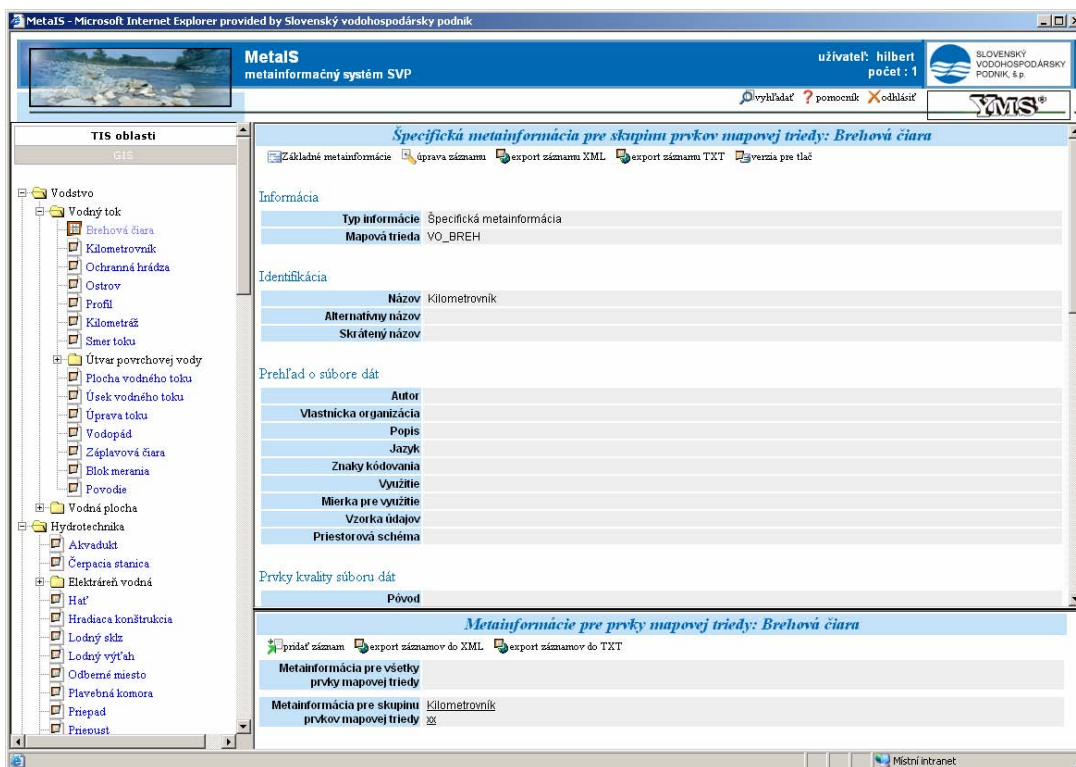 MetaIS - Microsoft Internet Explorer provided by Slovenský vodohospodársky podnik
MetaIS
metainformačný systém SVP
užívateľ: hilbert
počet : 1
SLOVENSKÝ
VODOHOSPODÁRSKY
PODNIK, š.p.
vyhľadať ? pomocník odhlásiť
YMS®
TIS oblasti
GIS
Vodstvo
Vodný tok
Brehová čiara
Kilometrovník
Ochranná hrádza
Ostrov
Profil
Kilometráž
Smer toku
Útvar povrchovej vody
Plocha vodného toku
Úsek vodného toku
Úprava toku
Vodopád
Záplavová čiara
Blok merania
Povodie
Vodná plocha
Hydrotechnika
Akvadukt
Čerpacia stanica
Elektráreň vodná
Hať
Hradiaca konštrukcia
Lodný sklz
Lodný výťah
Odberné miesto
Plavebná komora
Priepad
Priepust
Špecifická metainformácia pre skupinu prvkov mapovej triedy: Brehová čiara
Základné metainformácie úprava záznamu export záznamu XML export záznamu TXT verzia pre tlač
Informácia
Typ informácie Špecifická metainformácia
Mapová trieda VO_BREH
Identifikácia
Názov Kilometrovník
Alternatívny názov
Skrátený názov
Prehľad o súbore dát
Autor
Vlastnícka organizácia
Popis
Jazyk
Znaky kódovania
Využitie
Mierka pre využitie
Vzorka údajov
Priestorová schéma
Prvky kvality súboru dát
Pôvod
Metainformácie pre prvky mapovej triedy: Brehová čiara
pridať záznam export záznamov do XML export záznamov do TXT
Metainformácia pre všetky
prvky mapovej triedy
Metainformácia pre skupinu Kilometrovník
prvkov mapovej triedy xx
Místní intranet